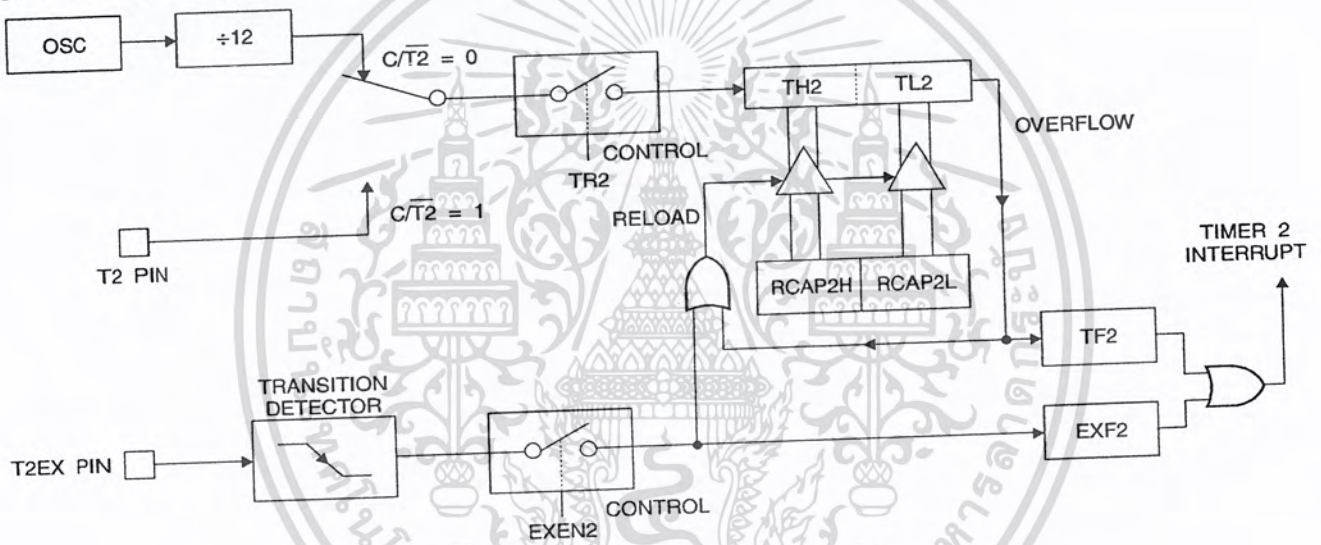 OSC
÷12
C/T2 = 0
TH2
TL2
OVERFLOW
CONTROL
TR2
C/T2 = 1
RELOAD
T2 PIN
RCAP2H
RCAP2L
TIMER 2
INTERRUPT
TF2
TRANSITION
DETECTOR
EXF2
T2EX PIN
CONTROL
EXEN2